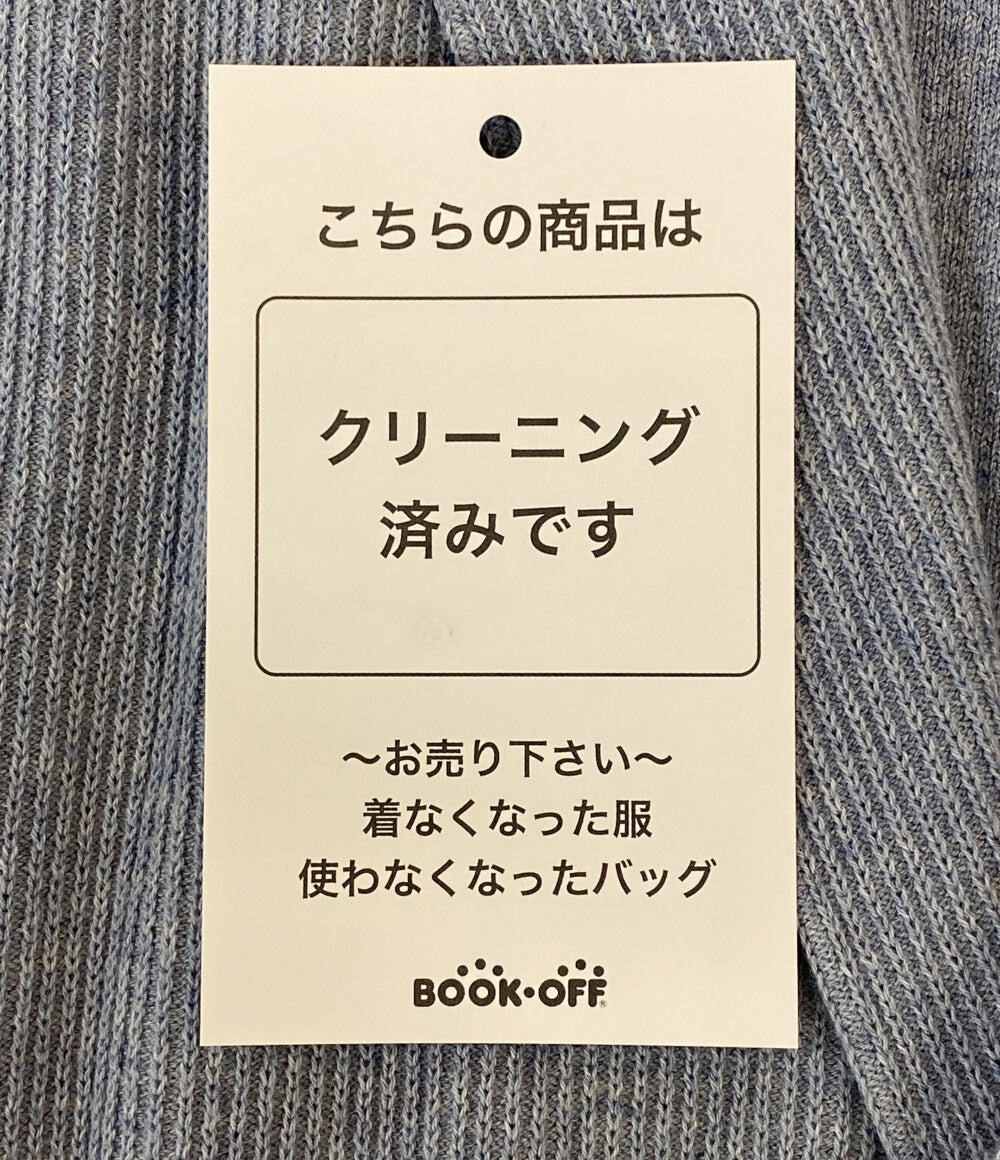 こちらの商品は
クリーニング
済みです
～お売り下さい～
着なくなった服
使わなくなったバッグ
BOOK・OFF®